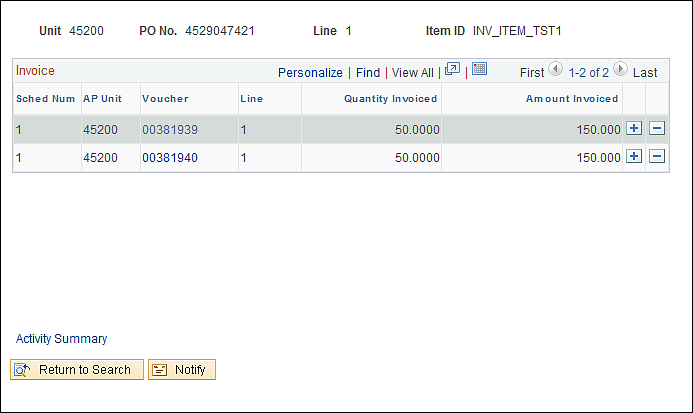 Unit 45200 PO No. 4529047421 Line 1 Item ID INV_ITEM_TST1
Invoice Personalize | Find | View All | | First 1-2 of 2 Last
Sched Num AP Unit Voucher Line Quantity Invoiced Amount Invoiced
1 45200 00381939 1 50.0000 150.000
1 45200 00381940 1 50.0000 150.000
Activity Summary
Return to Search Notify